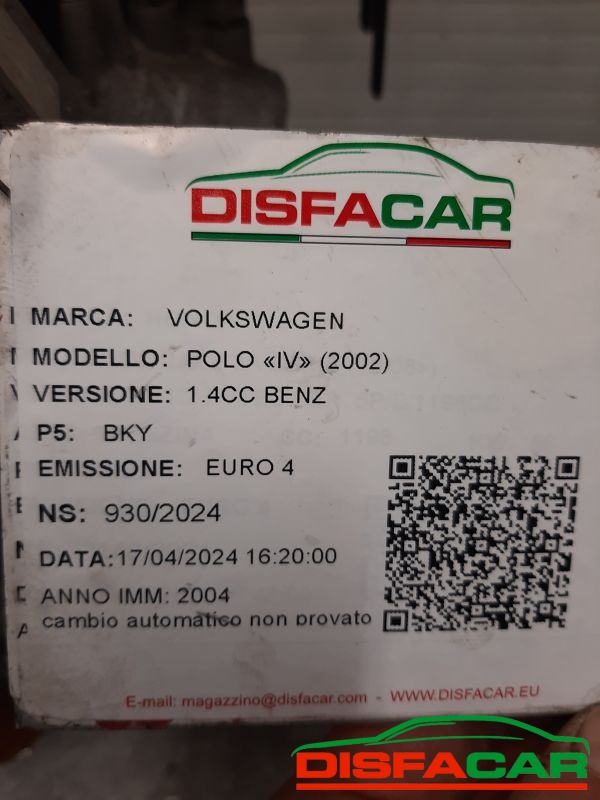 DISFACAR
MARCA: VOLKSWAGEN
MODELLO: POLO «IV» (2002)
VERSIONE: 1.4CC BENZ
P5: BKY
EMISSIONE: EURO 4
NS: 930/2024
DATA:17/04/2024 16:20:00
ANNO IMM: 2004
cambio automatico non provato
E-mail: magazzino@disfacar.com - WWW.DISFACAR.EU
DISFACAR